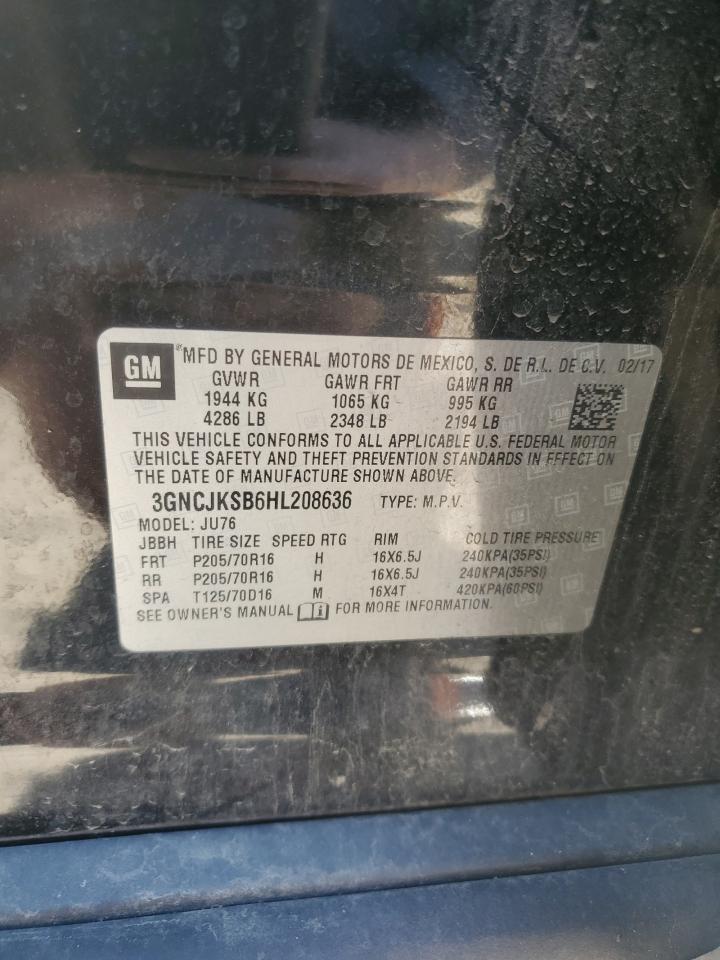 GM
MFD BY GENERAL MOTORS DE MEXICO, S. DE R.L. DE C.V. 02/17
GVWR GAWR FRT GAWR RR
1944 KG 1065 KG 995 KG
4286 LB 2348 LB 2194 LB
THIS VEHICLE CONFORMS TO ALL APPLICABLE U.S. FEDERAL MOTOR
VEHICLE SAFETY AND THEFT PREVENTION STANDARDS IN EFFECT ON
THE DATE OF MANUFACTURE SHOWN ABOVE.
3GNCJKSB6HL208636 TYPE: M.P.V.
MODEL: JU76
JBBH TIRE SIZE SPEED RTG RIM COLD TIRE PRESSURE
FRT P205/70R16 H 16X6.5J 240KPA(35PSI)
RR P205/70R16 H 16X6.5J 240KPA(35PSI)
SPA T125/70D16 M 16X4T 420KPA(60PSI)
SEE OWNER'S MANUAL i FOR MORE INFORMATION.